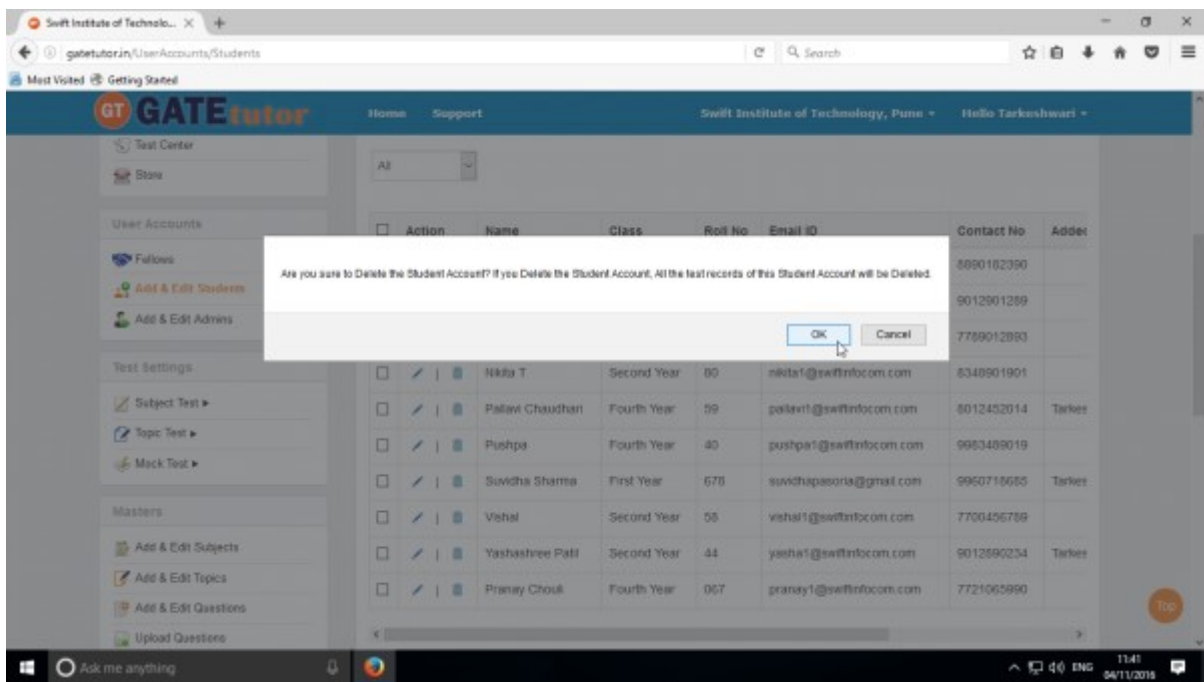 Swift Institute of Technolo...
gatetutor.in/UserAccounts/Students
Search
Most Visited Getting Started
GT GATEtutor Home Support Swift Institute of Technology, Pune Hello Tarkeshwari
Test Center
Store
All
User Accounts
Action Name Class Roll No Email ID Contact No Added
Fellows
8890182390
Add & Edit Students
9012901289
Add & Edit Admins
7789012893
Are you sure to Delete the Student Account? If you Delete the Student Account, All the test records of this Student Account will be Deleted.
OK Cancel
Test Settings
Nikita T Second Year 80 nikita1@swiftinfocom.com 8348901901
Subject Test
Pallavi Chaudhari Fourth Year 59 pallavi1@swiftinfocom.com 8012452014 Tarkes
Topic Test
Pushpa Fourth Year 40 pushpa1@swiftinfocom.com 9983489019
Mock Test
Suvidha Sharma First Year 678 suvidhapasoria@gmail.com 9960718685 Tarkes
Masters
Vishal Second Year 58 vishal1@swiftinfocom.com 7700456789
Add & Edit Subjects
Yashashree Patil Second Year 44 yasha1@swiftinfocom.com 9012890234 Tarkes
Add & Edit Topics
Pranay Chouli Fourth Year 067 pranay1@swiftinfocom.com 7721065990
Add & Edit Questions
Top
Upload Questions
Ask me anything
ENG
11:41
04/11/2016